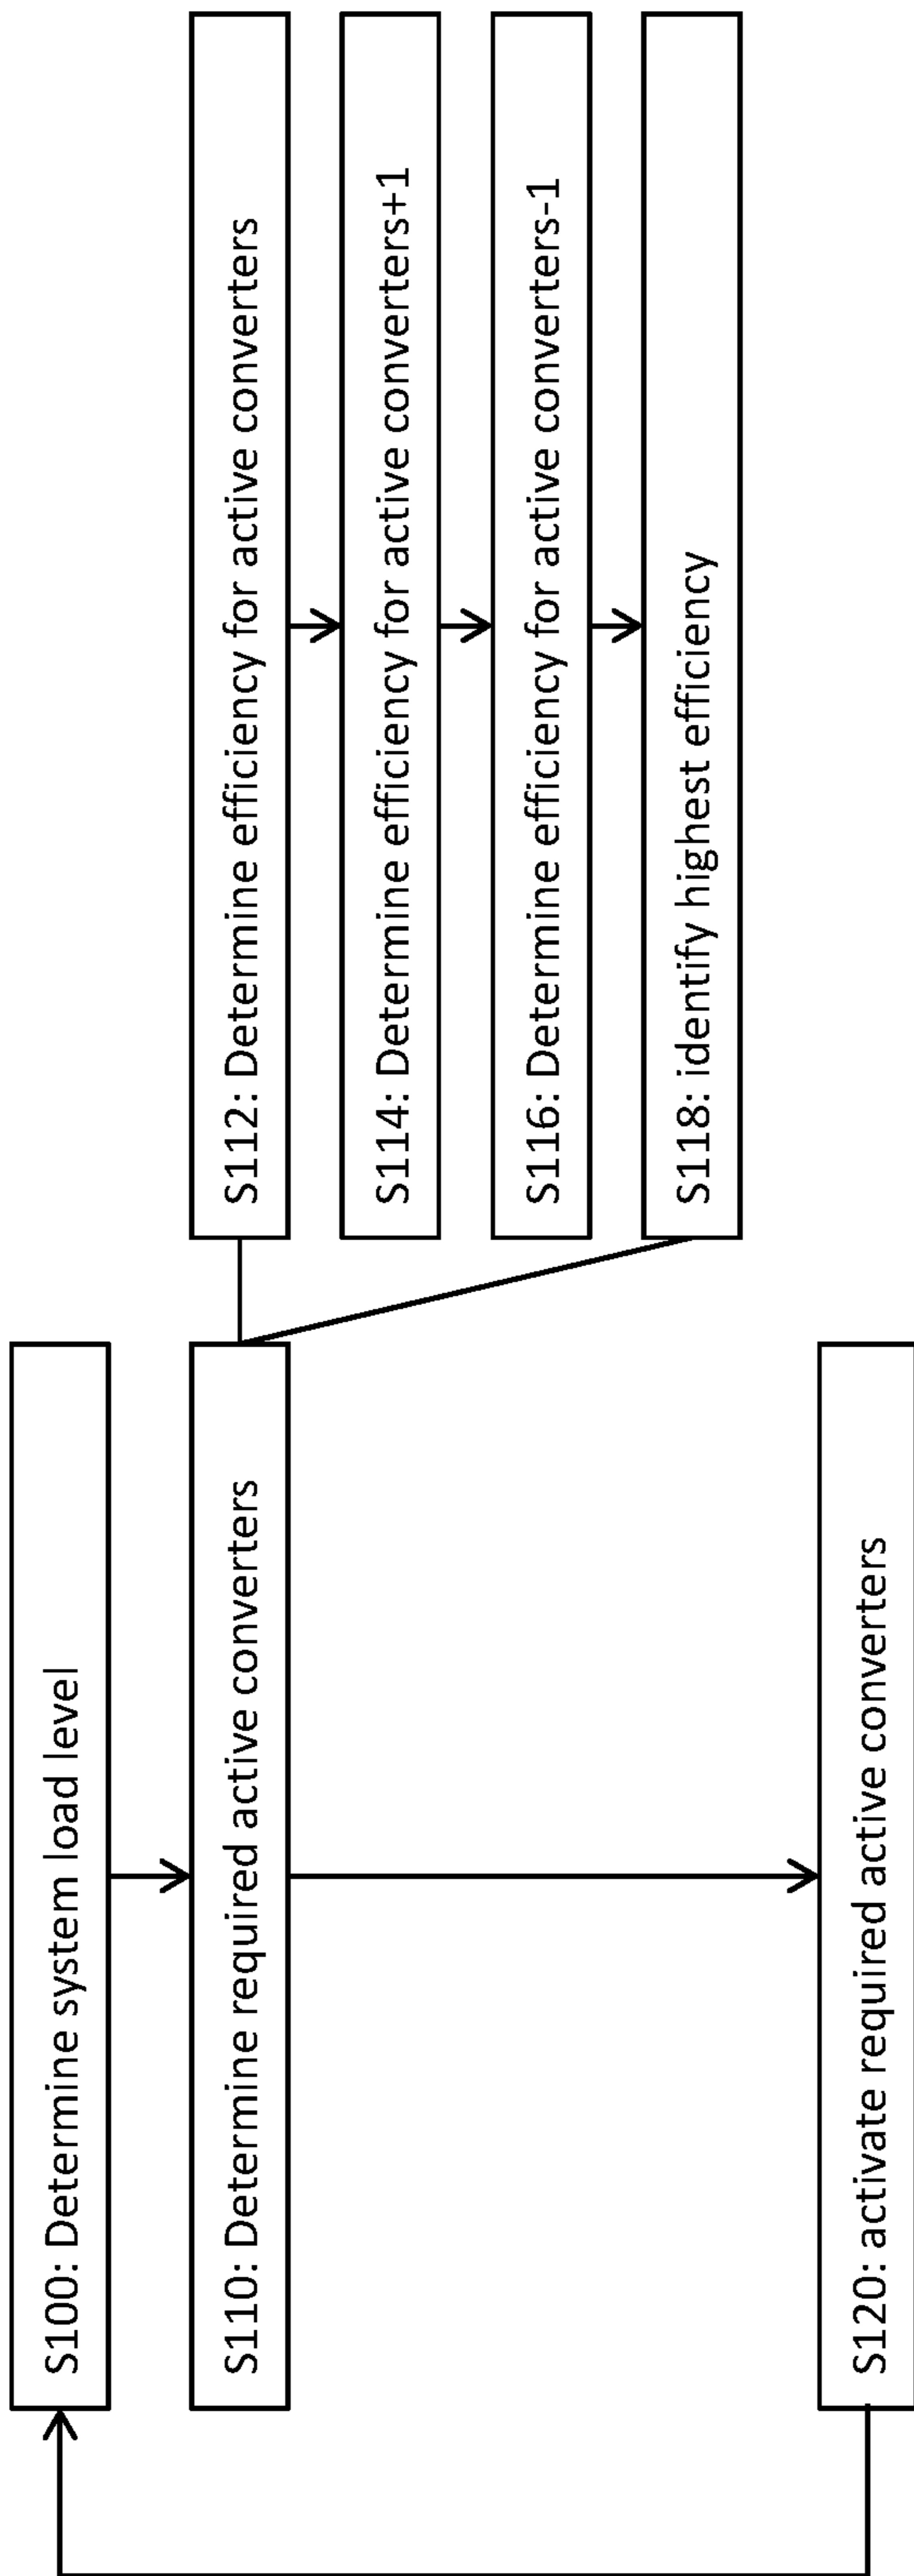 S100: Determine system load level
S110: Determine required active converters
S112: Determine efficiency for active converters
S114: Determine efficiency for active converters+1
S116: Determine efficiency for active converters-1
S118: identify highest efficiency
S120: activate required active converters